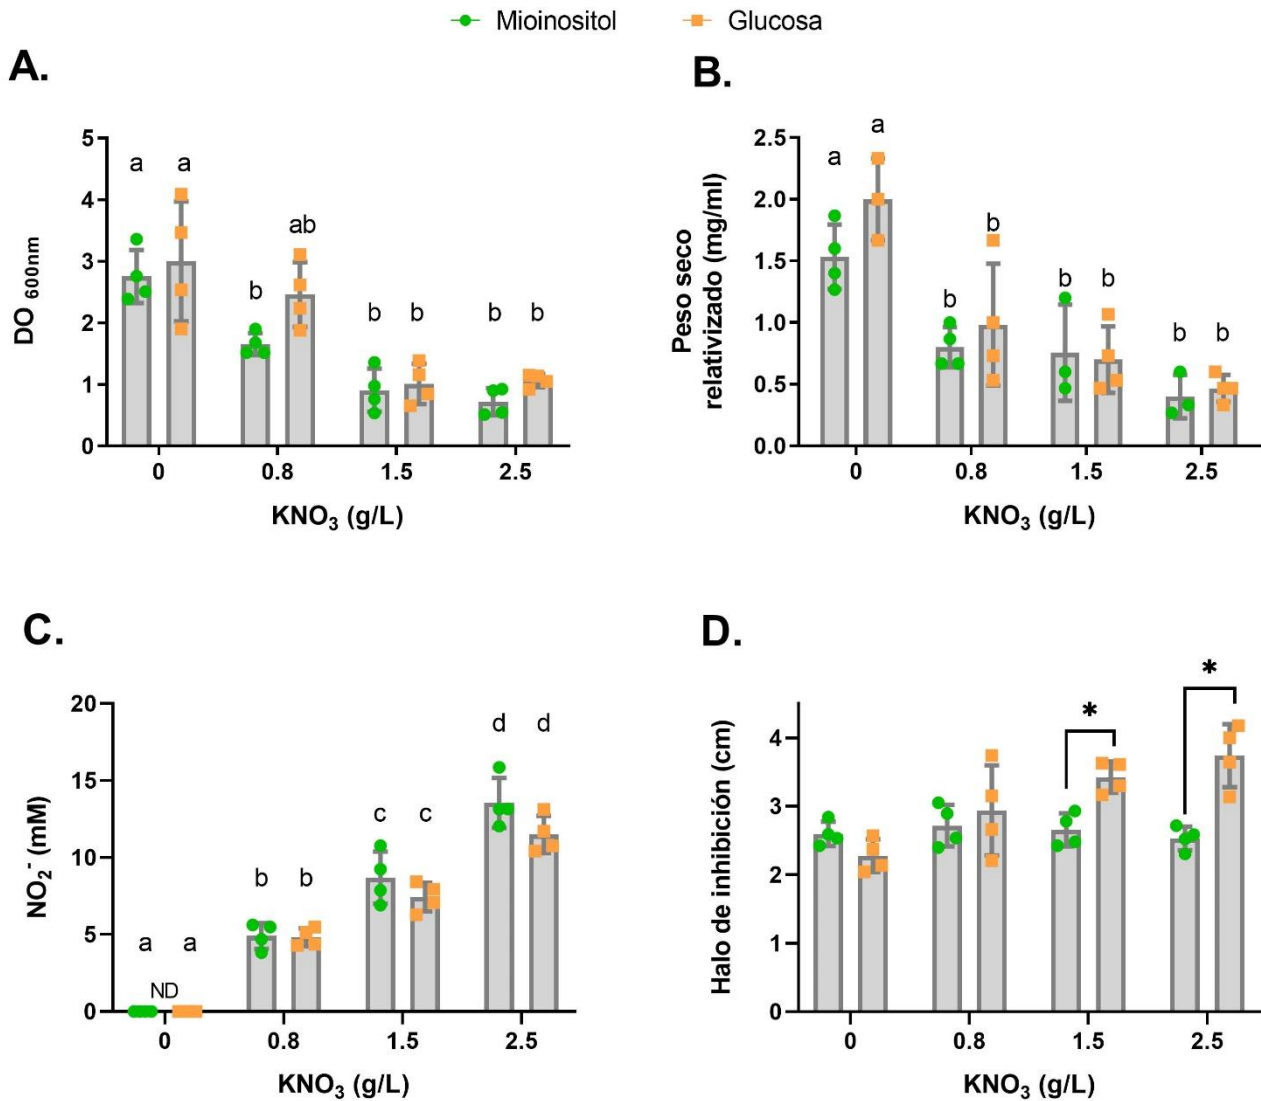 Mioinositol Glucosa
A.
DO 600nm
5
4
3
2
1
0
a a
b ab
b b
b b
0 0.8 1.5 2.5
KNO₃ (g/L)
B.
Peso seco
relativizado (mg/ml)
2.5
2.0
1.5
1.0
0.5
0.0
a a
b b
b b
b b
0 0.8 1.5 2.5
KNO₃ (g/L)
C.
NO₂⁻ (mM)
20
15
10
5
0
a a
ND
b b
c c
d d
0 0.8 1.5 2.5
KNO₃ (g/L)
D.
Halo de inhibición (cm)
4
3
2
1
0
* *
0 0.8 1.5 2.5
KNO₃ (g/L)